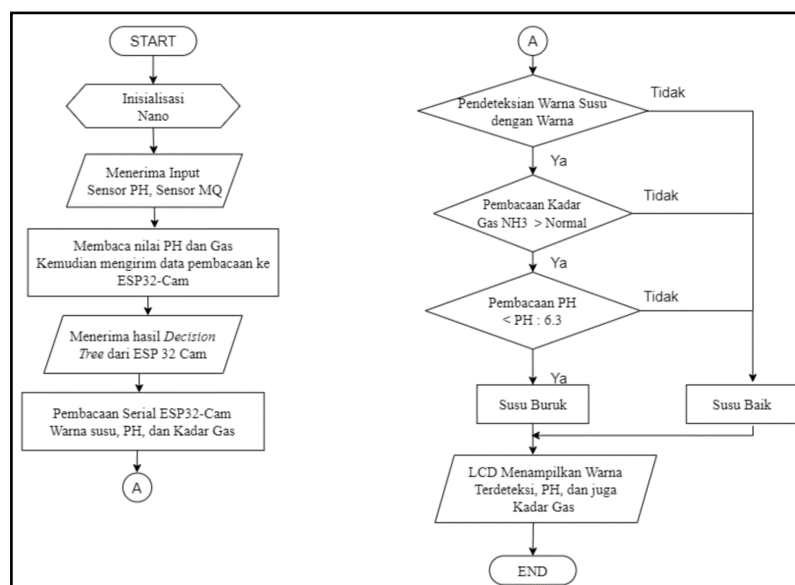 START
Inisialisasi
Nano
Menerima Input
Sensor PH, Sensor MQ
Membaca nilai PH dan Gas
Kemudian mengirim data pembacaan ke
ESP32-Cam
Menerima hasil Decision
Tree dari ESP 32 Cam
Pembacaan Serial ESP32-Cam
Warna susu, PH, dan Kadar Gas
A
A
Pendeteksian Warna Susu
dengan Warna
Tidak
Ya
Pembacaan Kadar
Gas NH3 > Normal
Tidak
Ya
Pembacaan PH
< PH : 6.3
Tidak
Ya
Susu Buruk
Susu Baik
LCD Menampilkan Warna
Terdeteksi, PH, dan juga
Kadar Gas
END